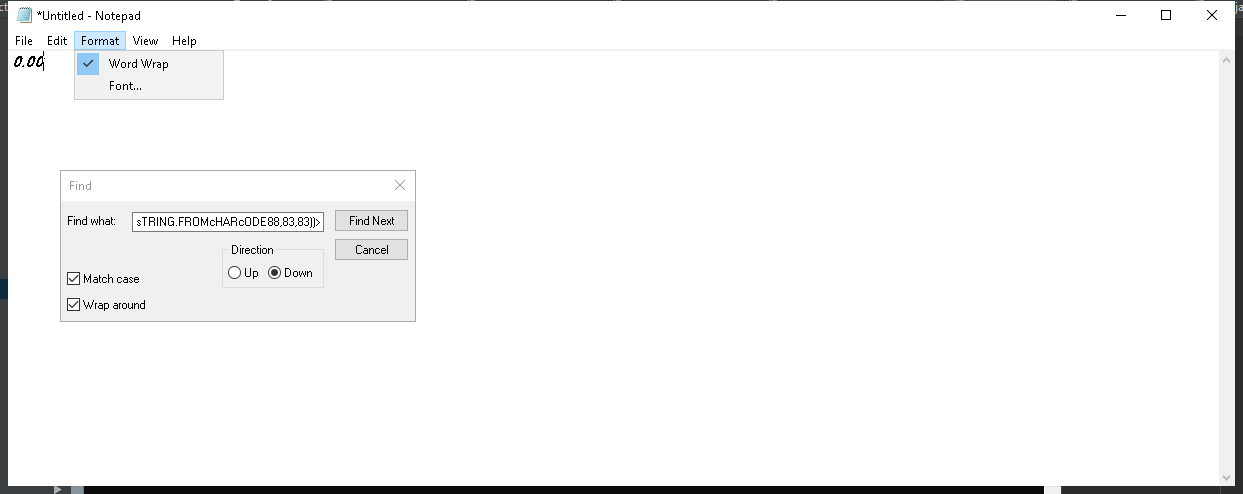 *Untitled - Notepad
File Edit Format View Help
0.00
Word Wrap
Font...
Find
Find what: sTRING.FROMcHARcODE88,83,83))> Find Next
Direction Cancel
Up Down
Match case
Wrap around